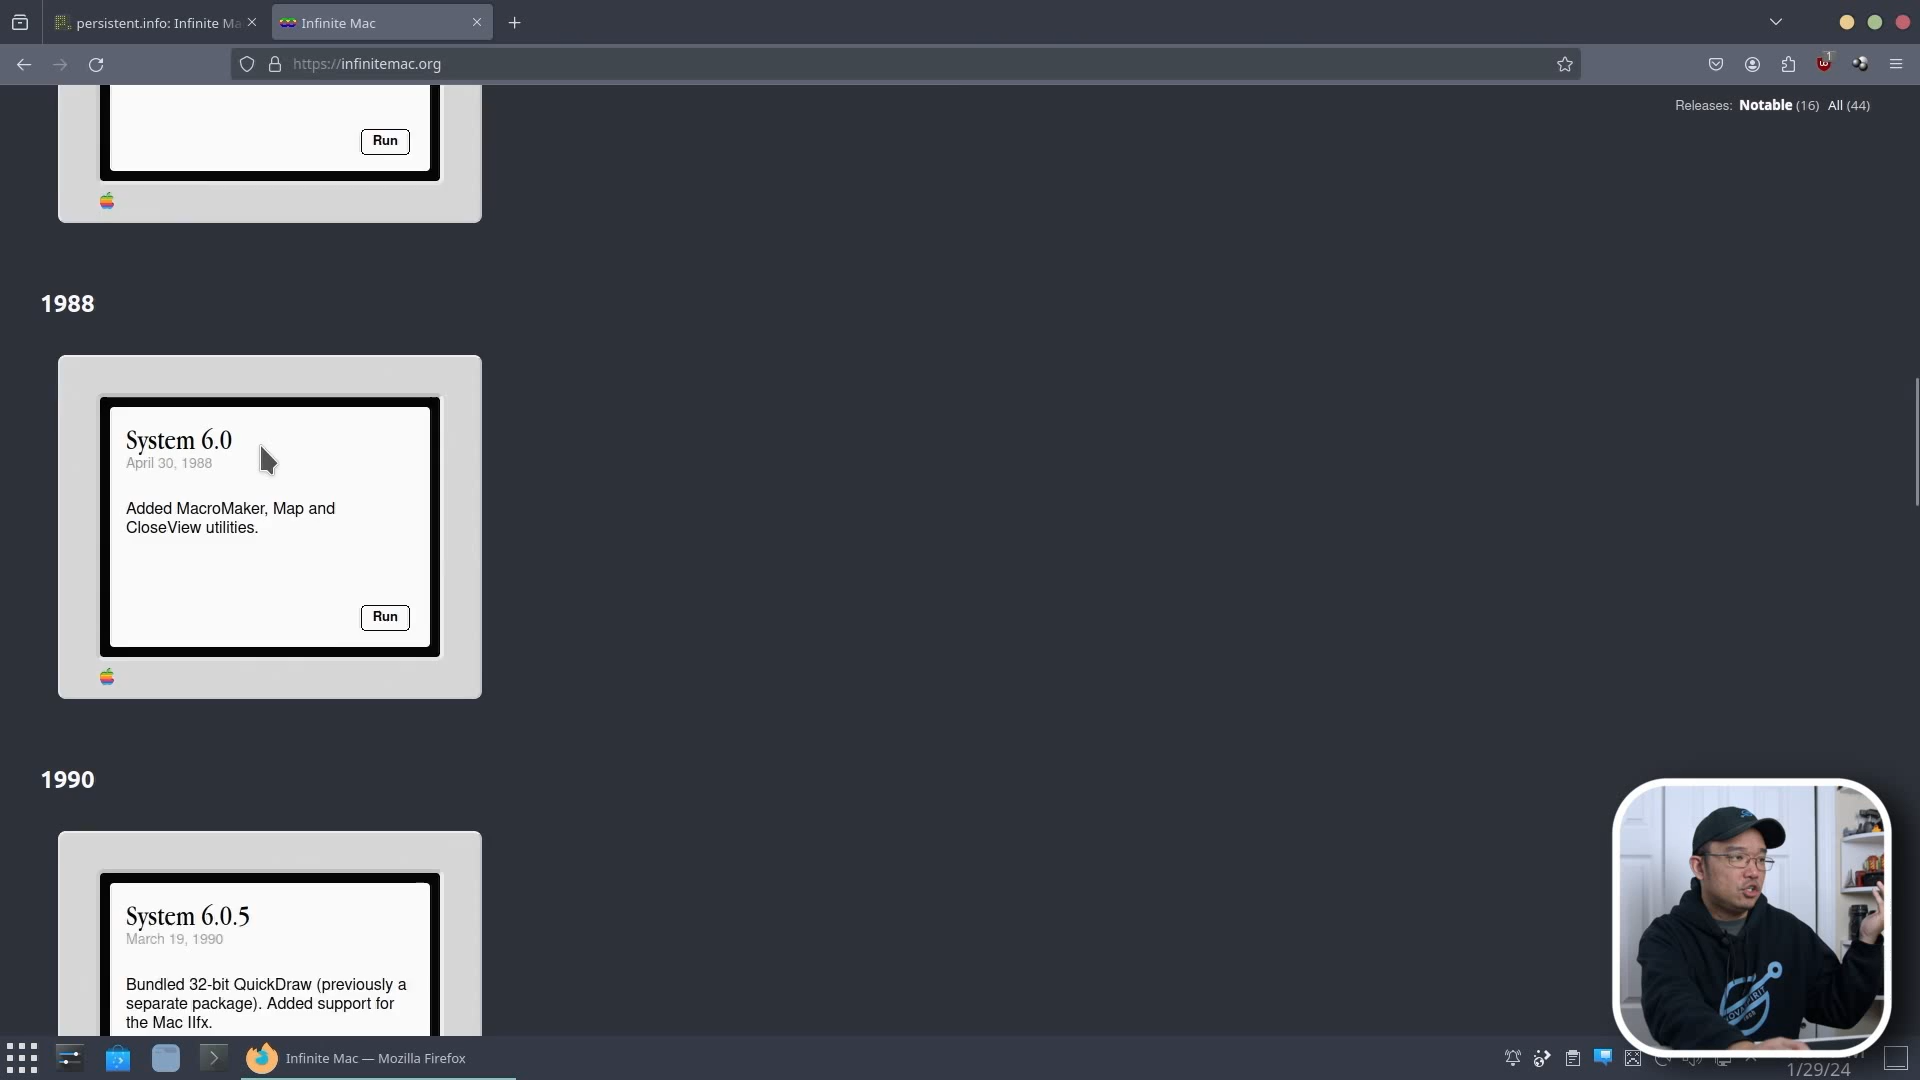 persistent.info: Infinite Ma
Infinite Mac
https://infinitemac.org
1
Releases: Notable (16) All (44)
Run
1988
System 6.0
April 30, 1988
Added MacroMaker, Map and
CloseView utilities.
Run
1990
System 6.0.5
March 19, 1990
Bundled 32-bit QuickDraw (previously a
separate package). Added support for
the Mac IIfx.
Infinite Mac — Mozilla Firefox
1/29/24